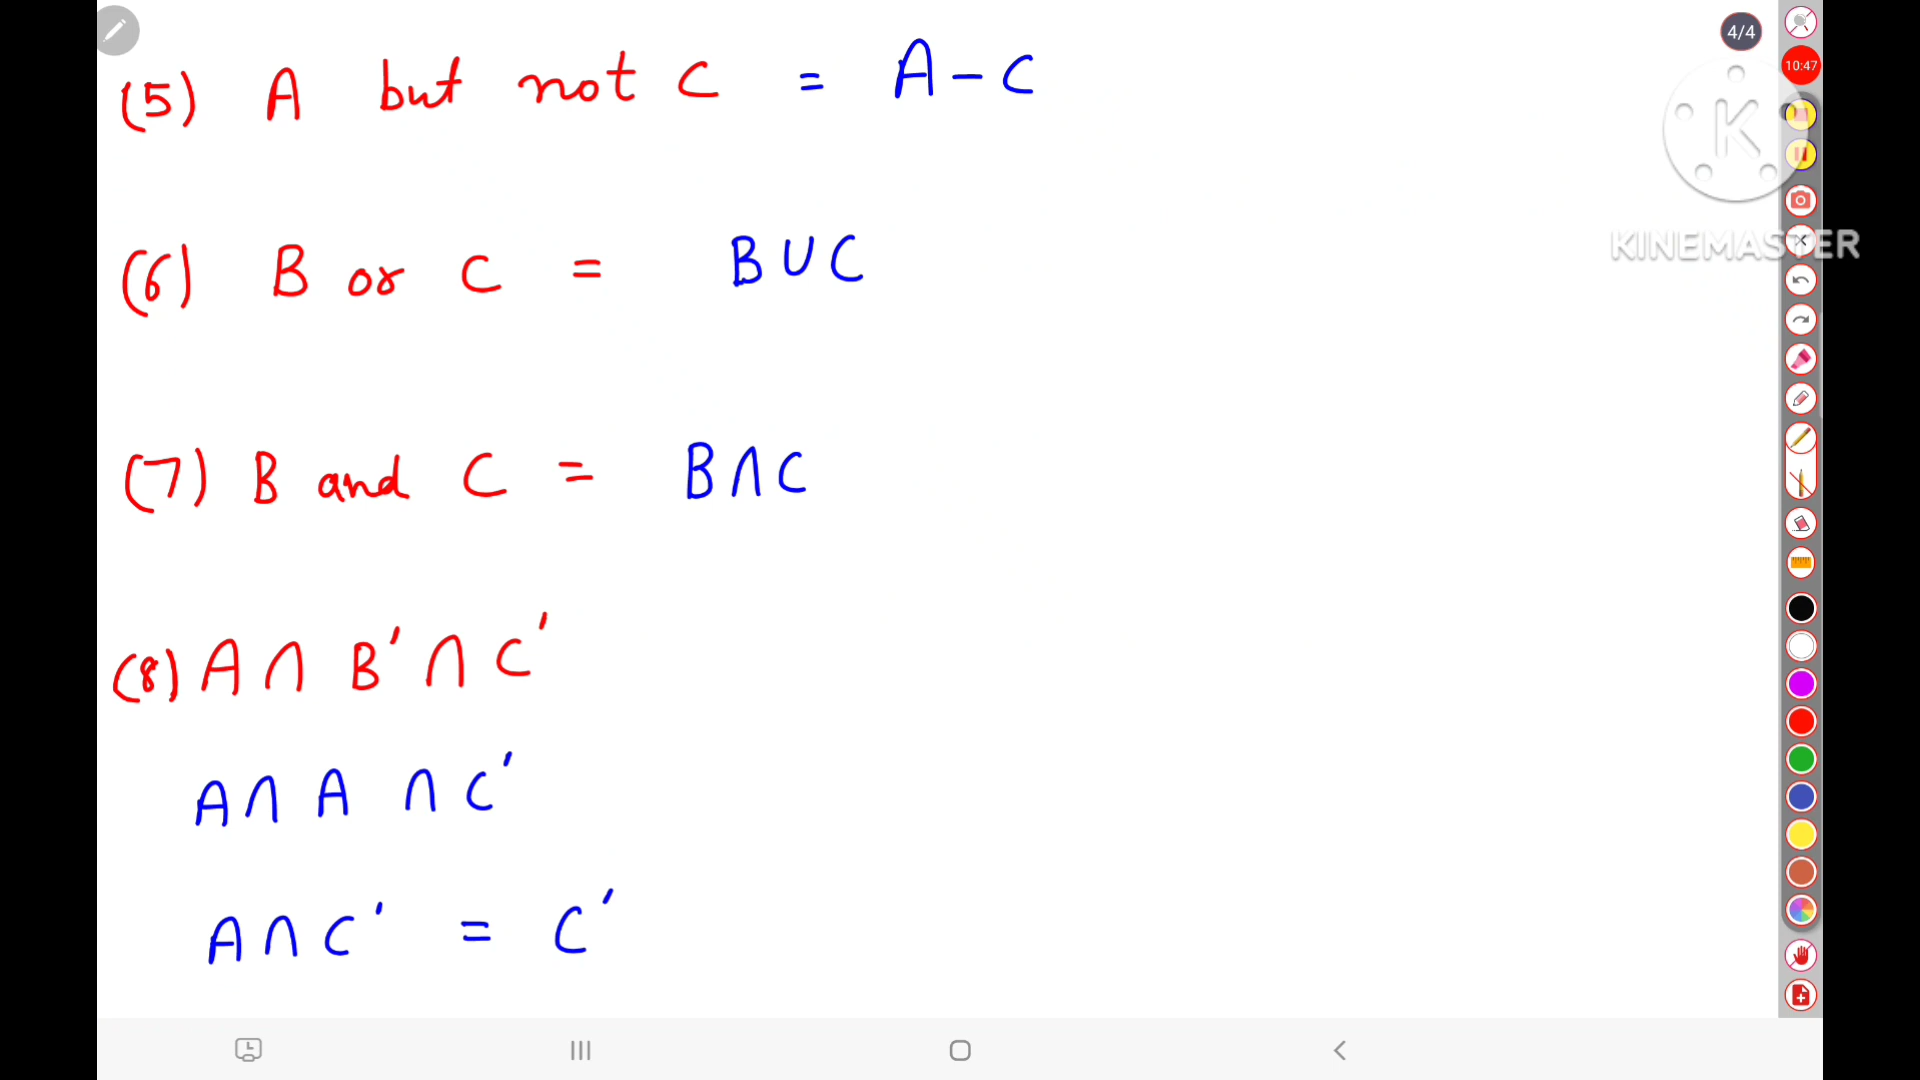 4/4
10:47
(5) A but not C = A - C
KINEMASTER
(6) B or C = B ∪ C
(7) B and C = B ∩ C
(8) A ∩ B' ∩ C'
A ∩ A ∩ C'
A ∩ C' = C'